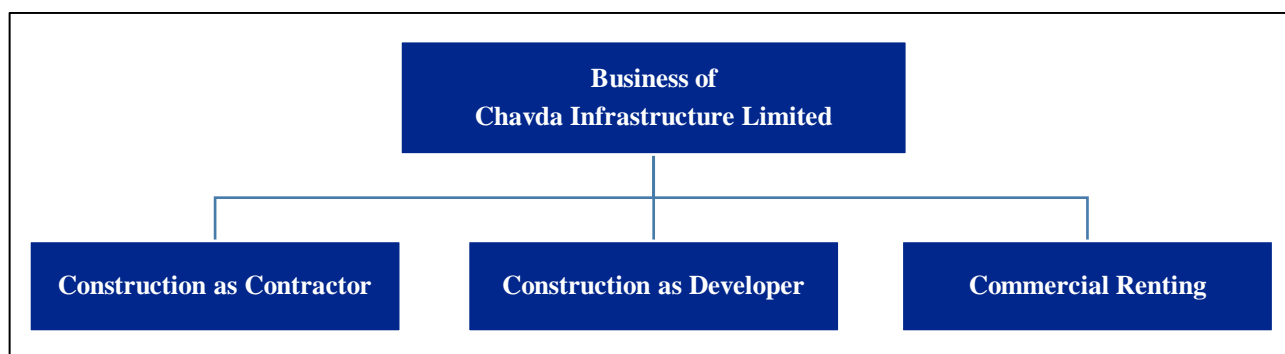 Business of
Chavda Infrastructure Limited
Construction as Contractor
Construction as Developer
Commercial Renting